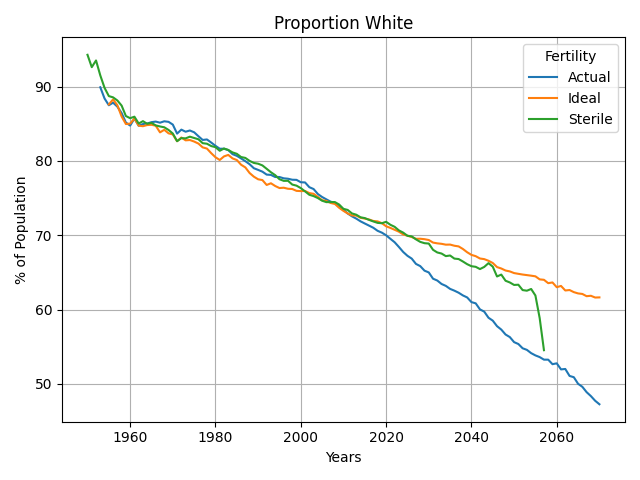 Proportion White
Fertility
Actual
Ideal
Sterile
% of Population
90
80
70
60
50
1960
1980
2000
2020
2040
2060
Years